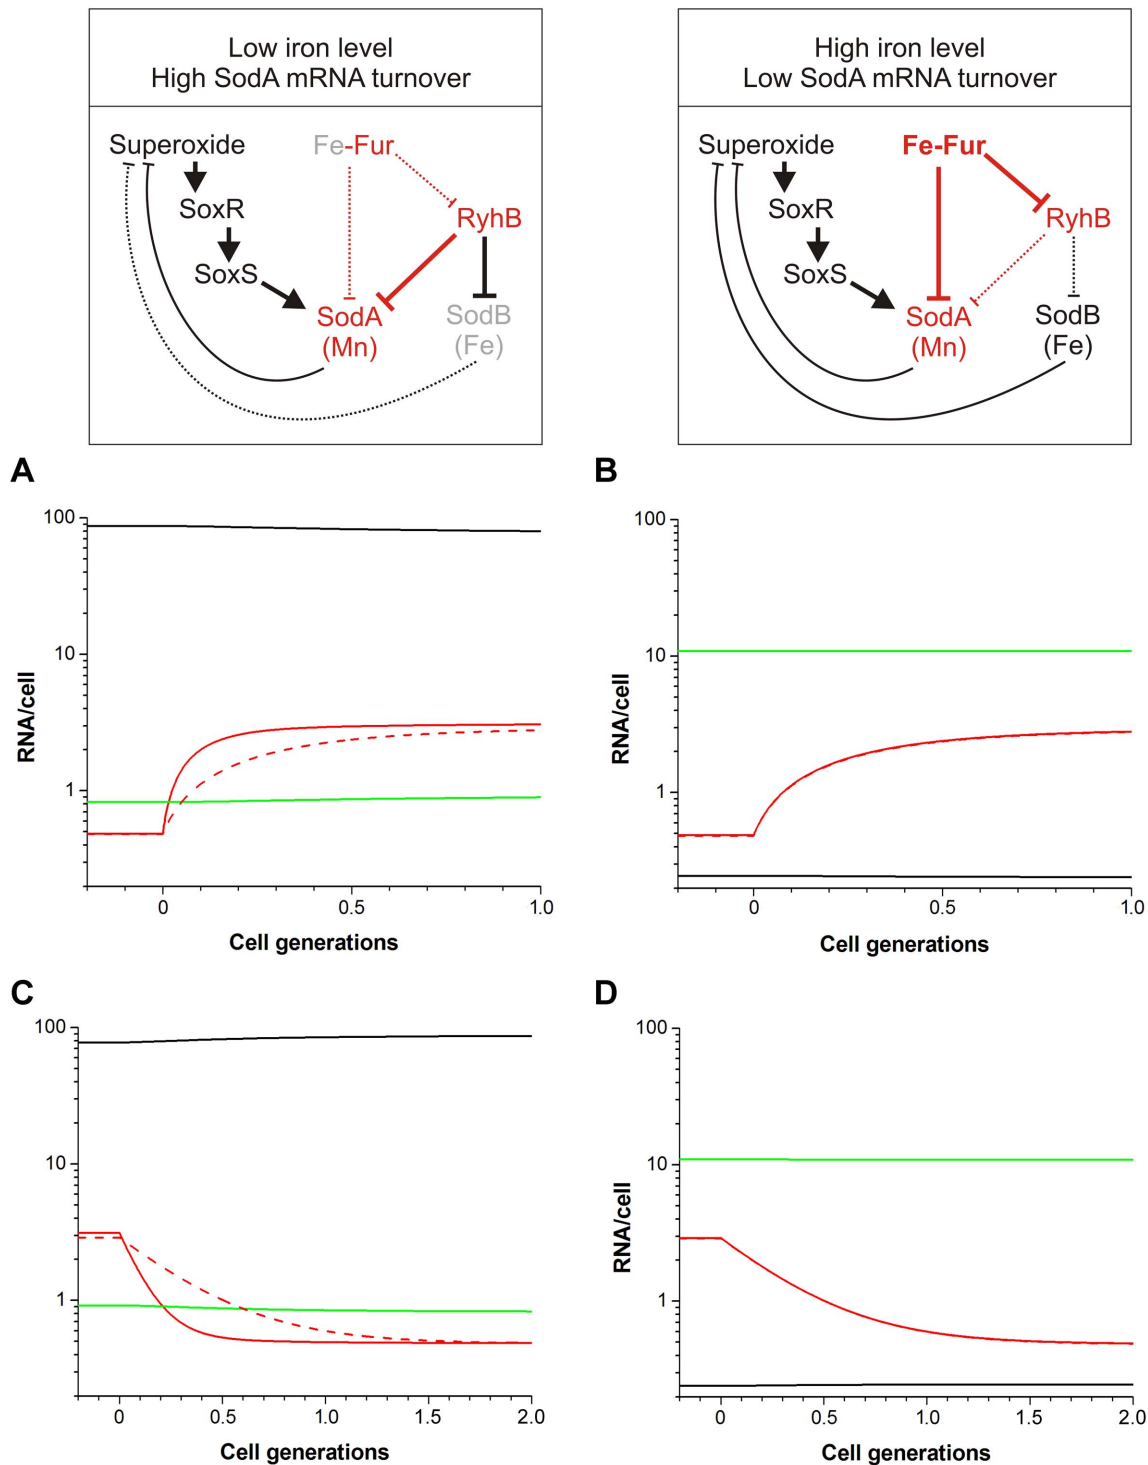 Low iron level
High SodA mRNA turnover
Superoxide
Fe-Fur
SoxR
RyhB
SoxS
SodA
(Mn)
SodB
(Fe)
High iron level
Low SodA mRNA turnover
Superoxide
Fe-Fur
SoxR
RyhB
SoxS
SodA
(Mn)
SodB
(Fe)
A
100
10
1
RNA/cell
0
0.5
1.0
Cell generations
B
100
10
1
RNA/cell
0
0.5
1.0
Cell generations
C
100
10
1
0
0.5
1.0
1.5
2.0
Cell generations
D
100
10
1
RNA/cell
0
0.5
1.0
1.5
2.0
Cell generations